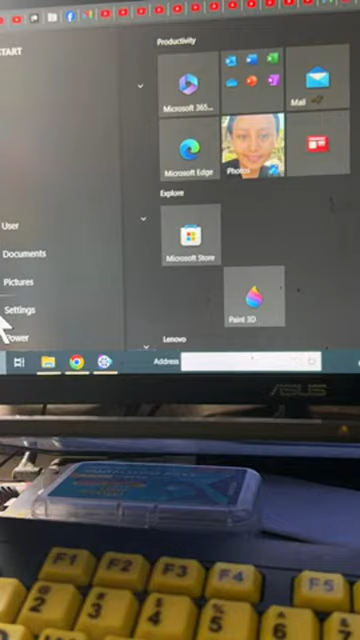 START
Productivity
Microsoft 365...
Mail
Microsoft Edge
Photos
Explore
Microsoft Store
User
Documents
Pictures
Settings
Power
Paint 3D
Lenovo
Address
ASUS
F1
F2
F3
F4
F5
2
3
4
%
5
6